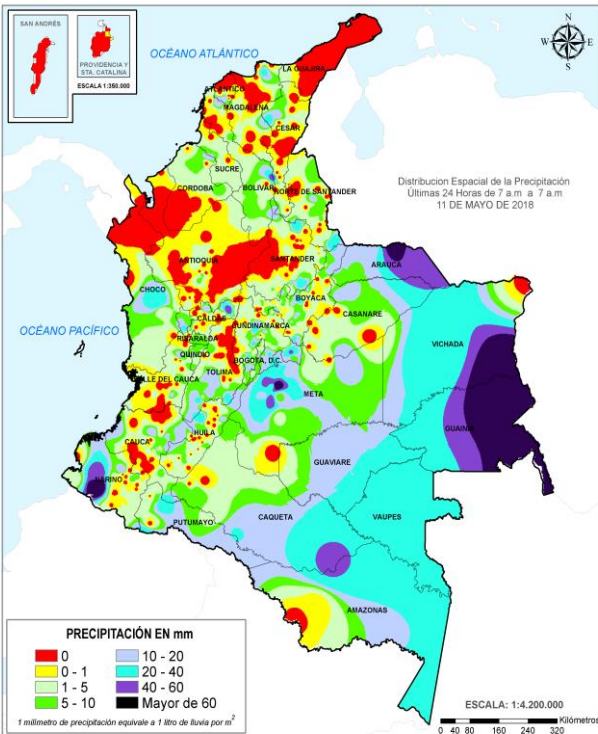 SAN ANDRÉS
PROVIDENCIA Y
STA. CATALINA
ESCALA 1:350.000
OCÉANO ATLÁNTICO
N
W
E
S
LA GUAJIRA
ATLANTICO
MAGDALENA
CESAR
SUCRE
CORDOBA
BOLIVAR
NORTE DE SANTANDER
Distribucion Espacial de la Precipitación
Últimas 24 Horas de 7 a.m a 7 a.m
11 DE MAYO DE 2018
ANTIOQUIA
SANTANDER
ARAUCA
CHOCO
BOYACA
CASANARE
OCÉANO PACÍFICO
CALDAS
CUNDINAMARCA
RISARALDA
VICHADA
QUINDIO
BOGOTA, D.C.
TOLIMA
VALLE DEL CAUCA
META
GUAINIA
HUILA
CAUCA
GUAVIARE
NARIÑO
PUTUMAYO
CAQUETA
VAUPES
AMAZONAS
PRECIPITACIÓN EN mm
0
10 - 20
0 - 1
20 - 40
1 - 5
40 - 60
5 - 10
Mayor de 60
1 milimetro de precipitación equivale a 1 litro de lluvia por m²
ESCALA: 1:4.200.000
Kilómetros
0 40 80 160 240 320